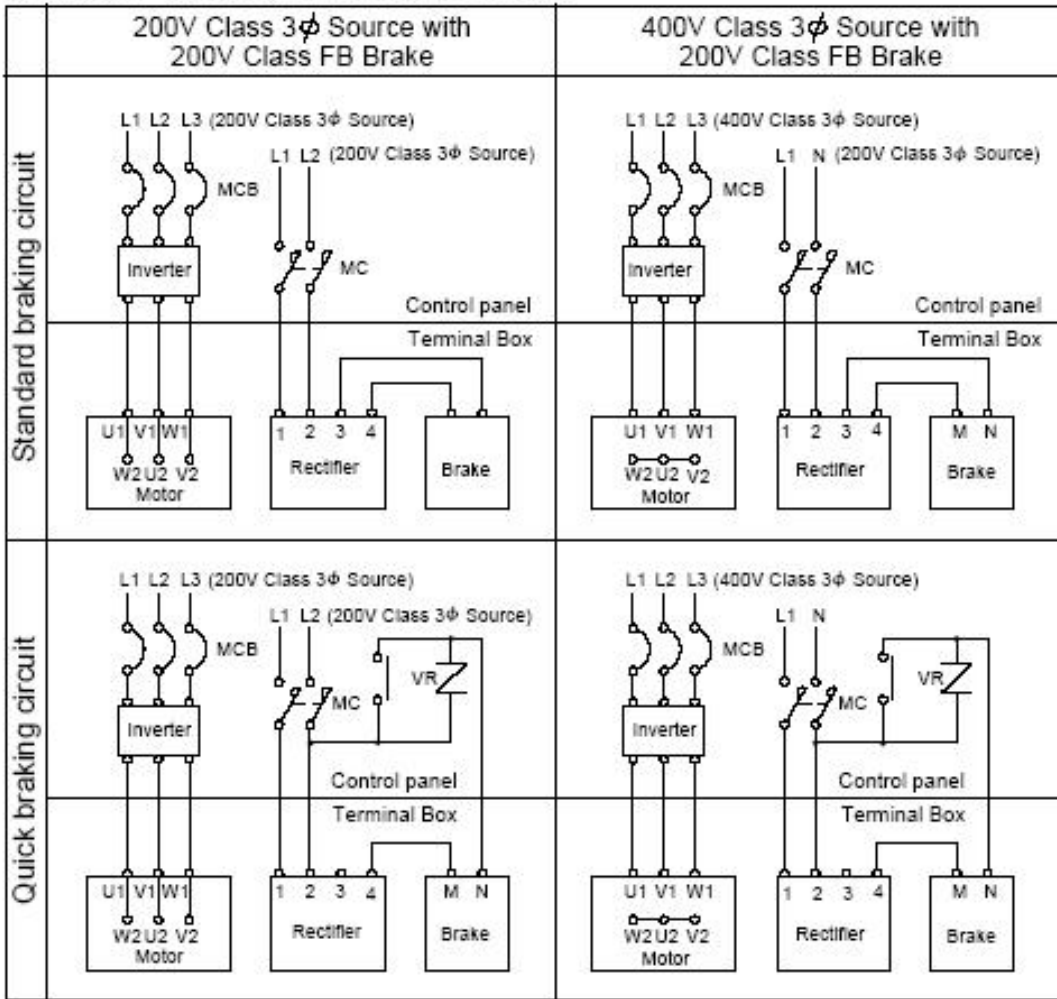 200V Class 3ϕ Source with
200V Class FB Brake
400V Class 3ϕ Source with
200V Class FB Brake
Standard braking circuit
L1 L2 L3 (200V Class 3ϕ Source)
L1 L2 (200V Class 3ϕ Source)
MCB
Inverter
MC
Control panel
Terminal Box
U1 V1 W1
W2 U2 V2
Motor
1 2 3 4
Rectifier
Brake
L1 L2 L3 (400V Class 3ϕ Source)
L1 N (200V Class 3ϕ Source)
MCB
Inverter
MC
Control panel
Terminal Box
U1 V1 W1
W2 U2 V2
Motor
1 2 3 4
Rectifier
M N
Brake
Quick braking circuit
L1 L2 L3 (200V Class 3ϕ Source)
L1 L2 (200V Class 3ϕ Source)
MCB
VR
MC
Inverter
Control panel
Terminal Box
U1 V1 W1
W2 U2 V2
Motor
1 2 3 4
Rectifier
M N
Brake
L1 L2 L3 (400V Class 3ϕ Source)
L1 N
MCB
VR
MC
Inverter
Control panel
Terminal Box
U1 V1 W1
W2 U2 V2
Motor
1 2 3 4
Rectifier
M N
Brake